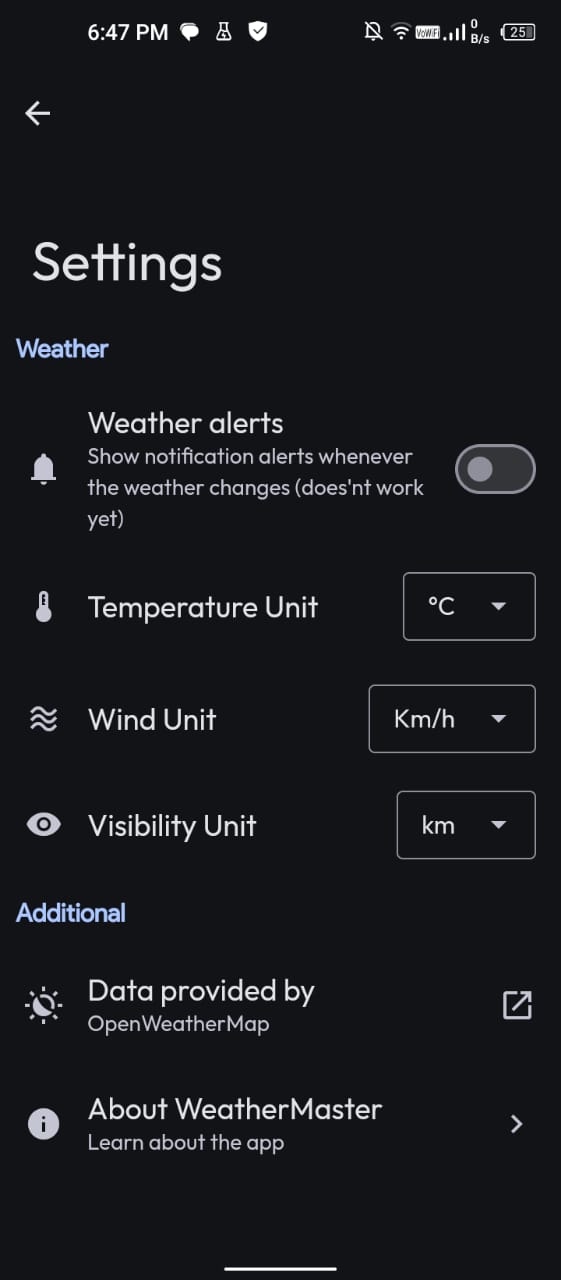 6:47 PM
VoWiFi
0
B/s
25
Settings
Weather
Weather alerts
Show notification alerts whenever
the weather changes (does'nt work
yet)
Temperature Unit
°C
Wind Unit
Km/h
Visibility Unit
km
Additional
Data provided by
OpenWeatherMap
About WeatherMaster
Learn about the app